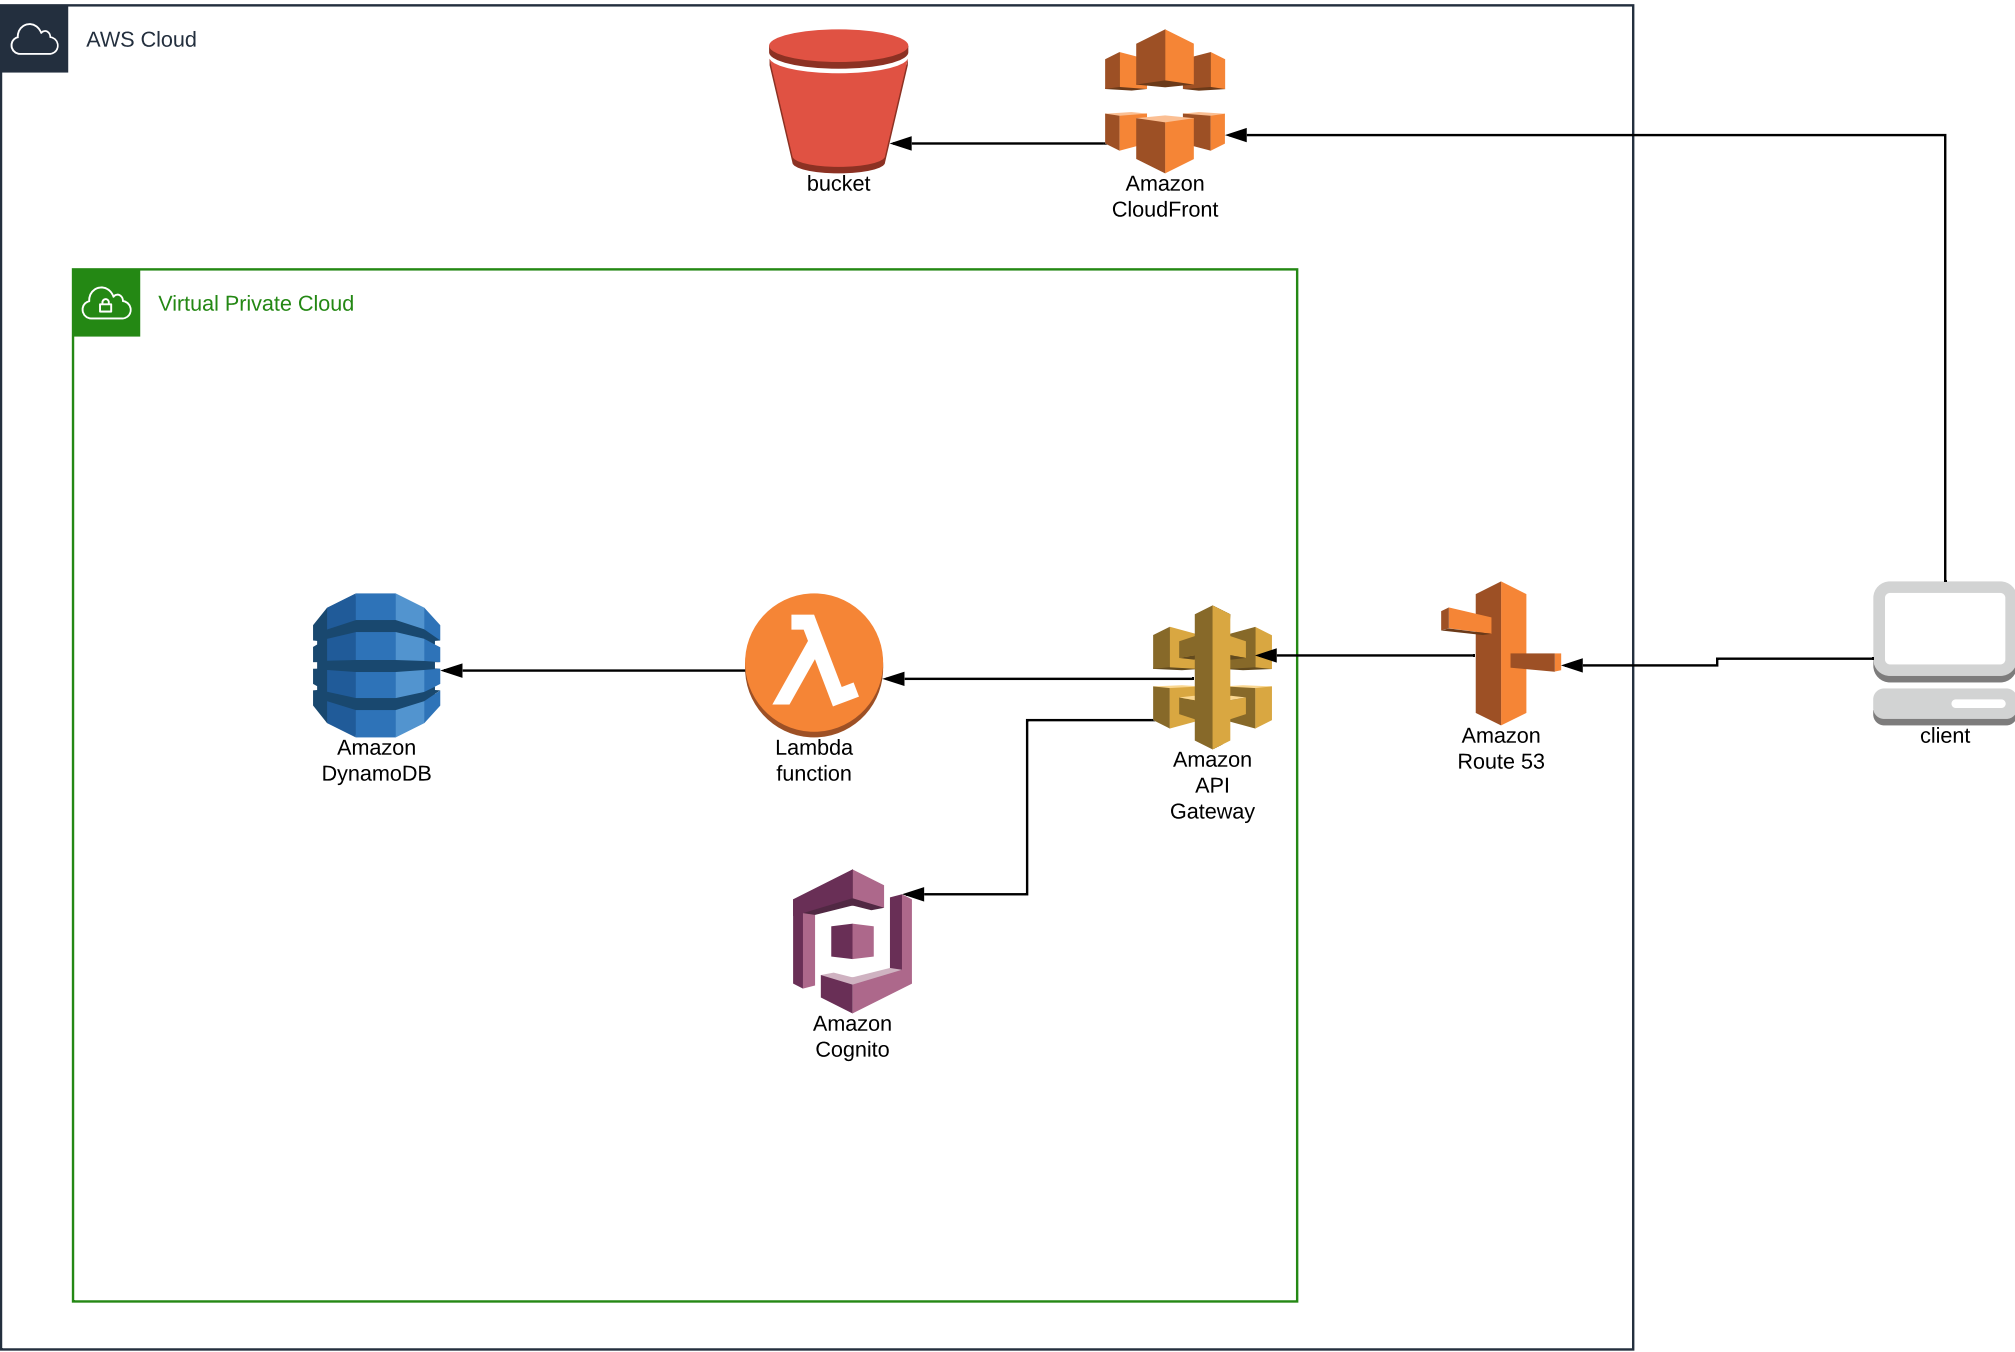 AWS Cloud
bucket
Amazon
CloudFront
Virtual Private Cloud
Amazon
DynamoDB
Lambda
function
Amazon
API
Gateway
Amazon
Route 53
client
Amazon
Cognito